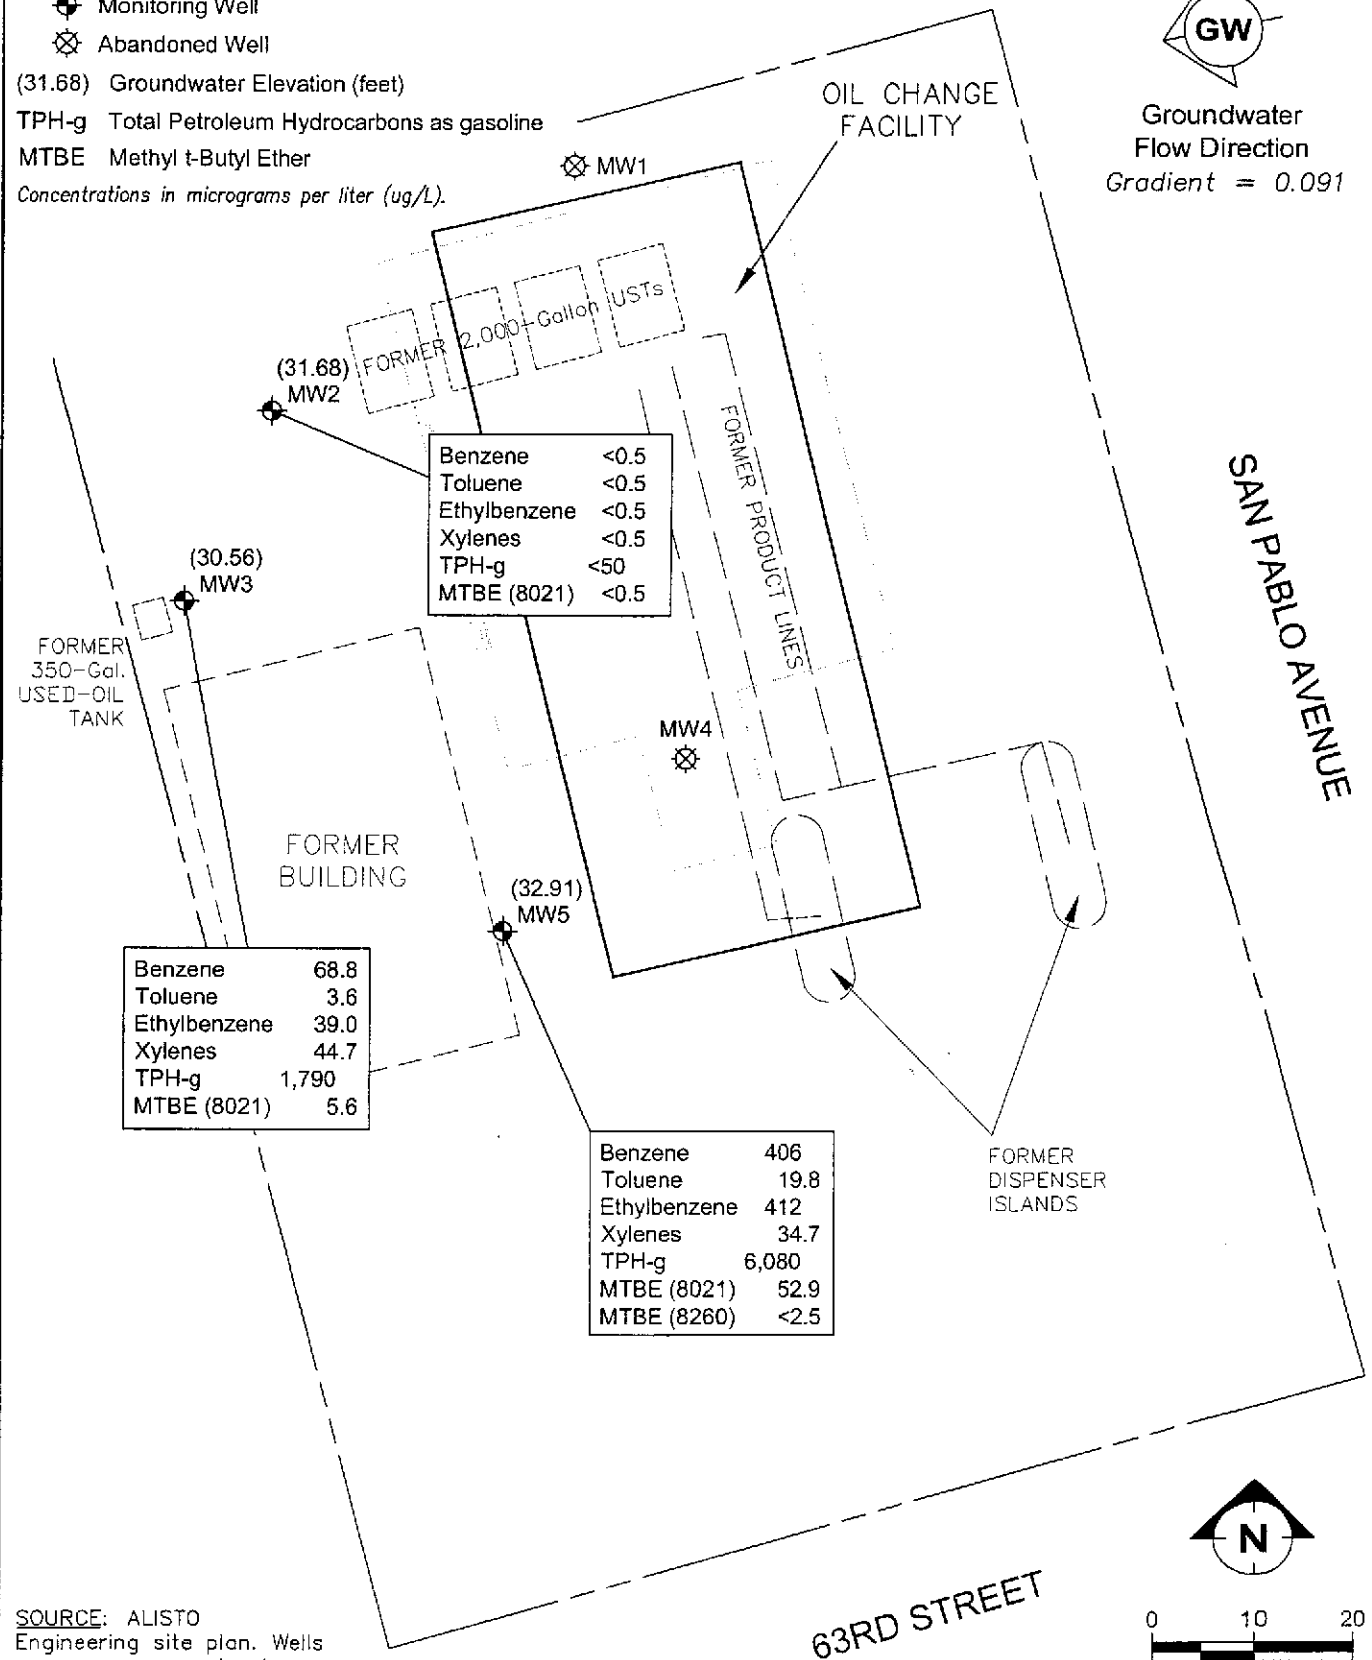 Monitoring Well
Abandoned Well
(31.68) Groundwater Elevation (feet)
TPH-g Total Petroleum Hydrocarbons as gasoline
MTBE Methyl t-Butyl Ether
Concentrations in micrograms per liter (ug/L).
GW
Groundwater
Flow Direction
Gradient = 0.091
OIL CHANGE
FACILITY
MW1
FORMER 2,000-Gallon USTs
(31.68)
MW2
Benzene <0.5
Toluene <0.5
Ethylbenzene <0.5
Xylenes <0.5
TPH-g <50
MTBE (8021) <0.5
FORMER PRODUCT LINES
SAN PABLO AVENUE
(30.56)
MW3
FORMER
350-Gal.
USED-OIL
TANK
MW4
FORMER
BUILDING
(32.91)
MW5
Benzene 68.8
Toluene 3.6
Ethylbenzene 39.0
Xylenes 44.7
TPH-g 1,790
MTBE (8021) 5.6
Benzene 406
Toluene 19.8
Ethylbenzene 412
Xylenes 34.7
TPH-g 6,080
MTBE (8021) 52.9
MTBE (8260) <2.5
FORMER
DISPENSER
ISLANDS
N
63RD STREET
0 10 20
SOURCE: ALISTO
Engineering site plan. Wells